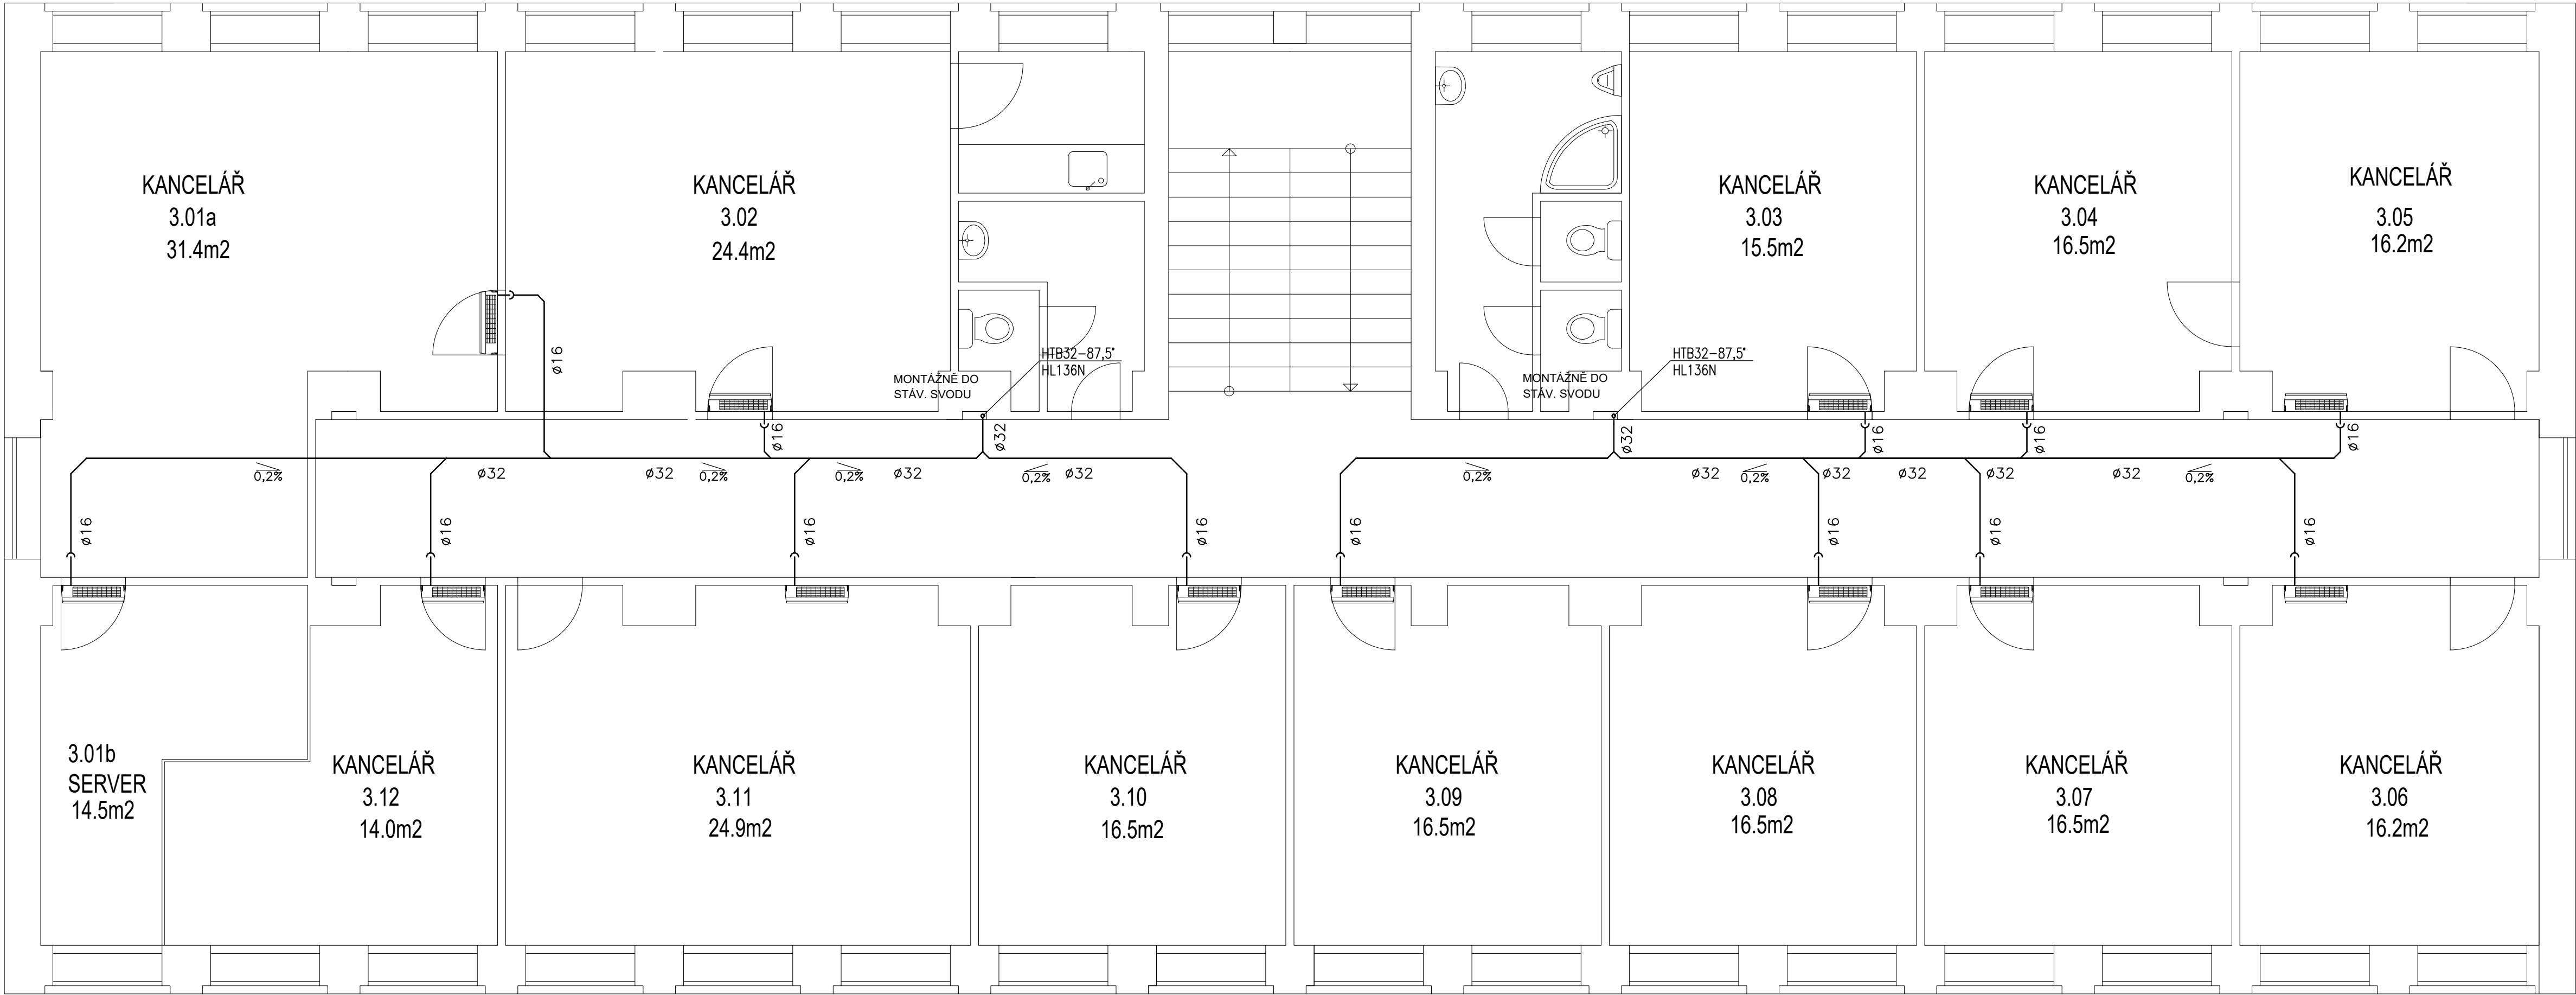 KANCELÁŘ
3.01a
31.4m2
KANCELÁŘ
3.02
24.4m2
KANCELÁŘ
3.03
15.5m2
KANCELÁŘ
3.04
16.5m2
KANCELÁŘ
3.05
16.2m2
HTB32-87,5°
HL136N
MONTÁŽNĚ DO
STÁV. SVODU
HTB32-87,5°
HL136N
MONTÁŽNĚ DO
STÁV. SVODU
ø16
ø16
ø32
ø32
ø16
ø16
ø16
0,2%
ø32
ø32
0,2%
0,2%
ø32
0,2%
ø32
0,2%
ø32
0,2%
ø32
ø32
ø32
ø32
0,2%
ø16
ø16
ø16
ø16
ø16
ø16
ø16
ø16
3.01b
SERVER
14.5m2
KANCELÁŘ
3.12
14.0m2
KANCELÁŘ
3.11
24.9m2
KANCELÁŘ
3.10
16.5m2
KANCELÁŘ
3.09
16.5m2
KANCELÁŘ
3.08
16.5m2
KANCELÁŘ
3.07
16.5m2
KANCELÁŘ
3.06
16.2m2